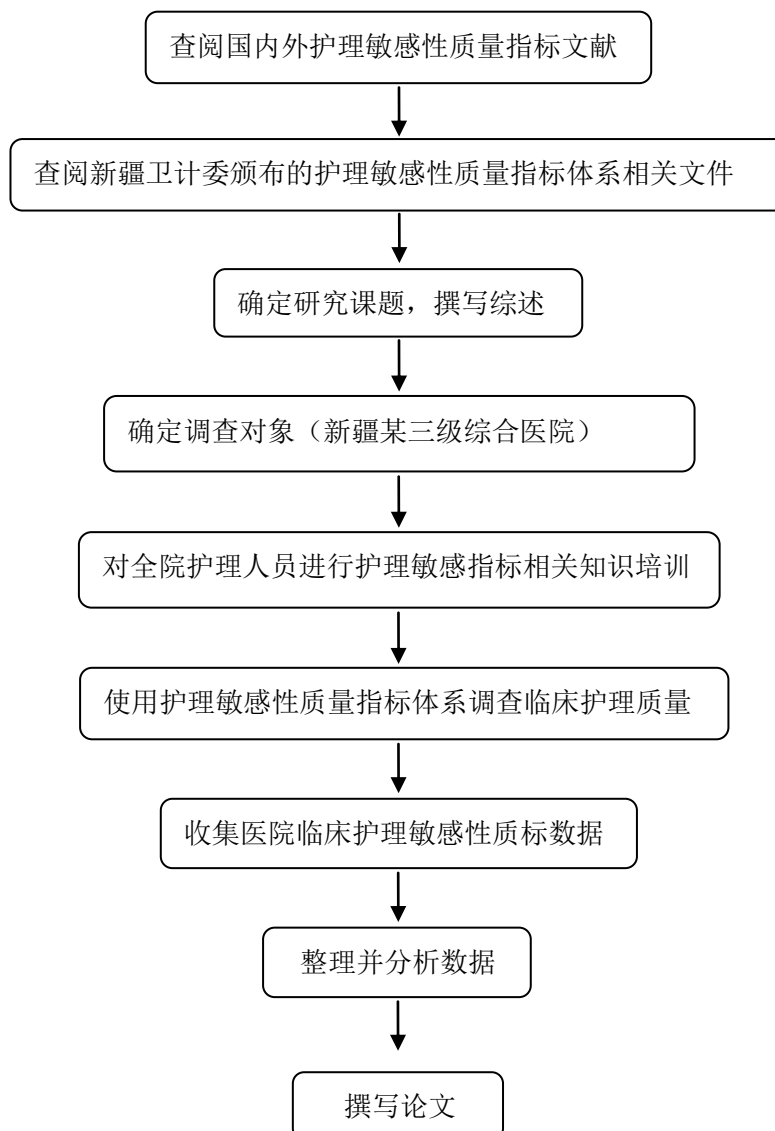 查阅国内外护理敏感性质量指标文献
查阅新疆卫计委颁布的护理敏感性质量指标体系相关文件
确定研究课题，撰写综述
确定调查对象（新疆某三级综合医院）
对全院护理人员进行护理敏感指标相关知识培训
使用护理敏感性质量指标体系调查临床护理质量
收集医院临床护理敏感性质标数据
整理并分析数据
撰写论文